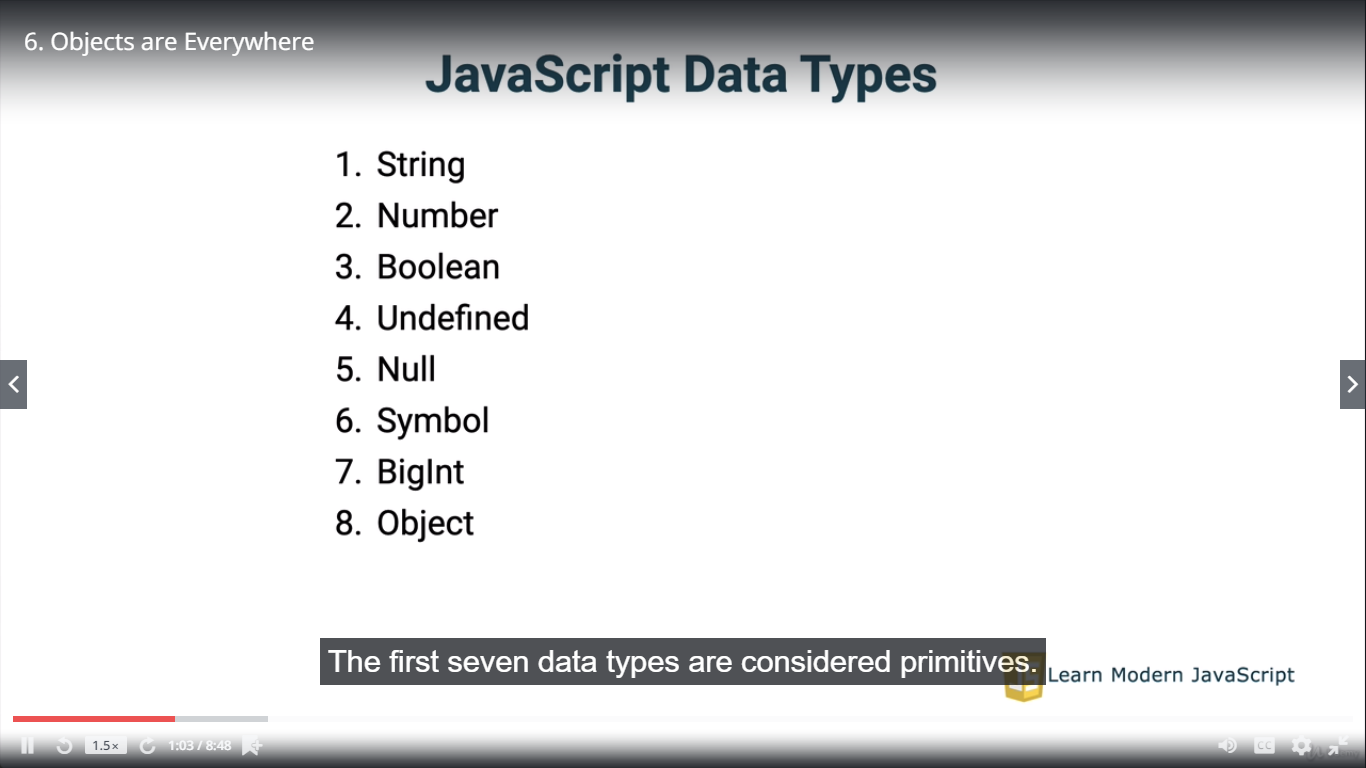 6. Objects are Everywhere
JavaScript Data Types
1. String
2. Number
3. Boolean
4. Undefined
5. Null
6. Symbol
7. BigInt
8. Object
The first seven data types are considered primitives.
JS
Learn Modern JavaScript
1.5×
1:03 / 8:48
CC